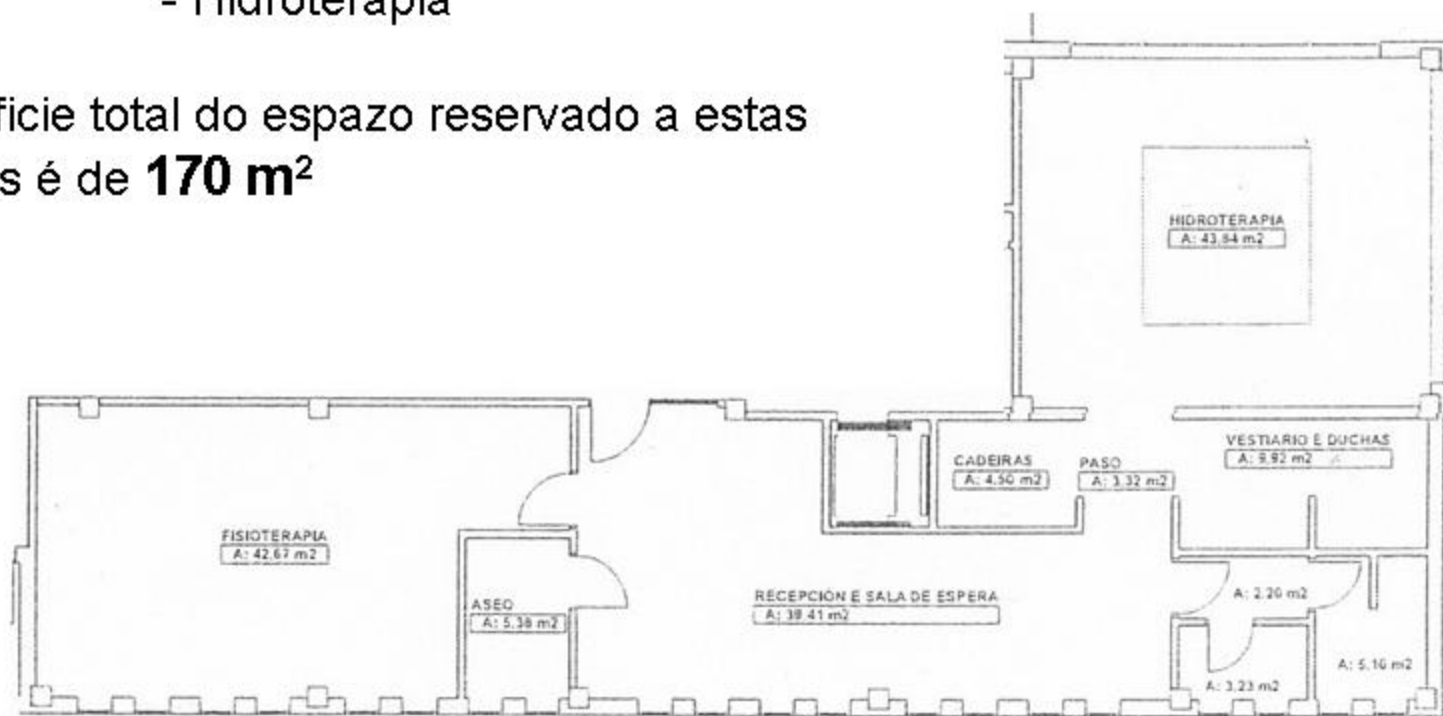 - Hidroterapia
ficie total do espazo reservado a estas
s é de 170 m²
HIDROTERAPIA
A: 43,84 m2
VESTIARIO E DUCHAS
A: 9,92 m2
CADEIRAS
A: 4,50 m2
PASO
A: 3,32 m2
FISIOTERAPIA
A: 42,67 m2
ASEO
A: 5,38 m2
RECEPCIÓN E SALA DE ESPERA
A: 38,41 m2
A: 2,20 m2
A: 5,16 m2
A: 3,23 m2